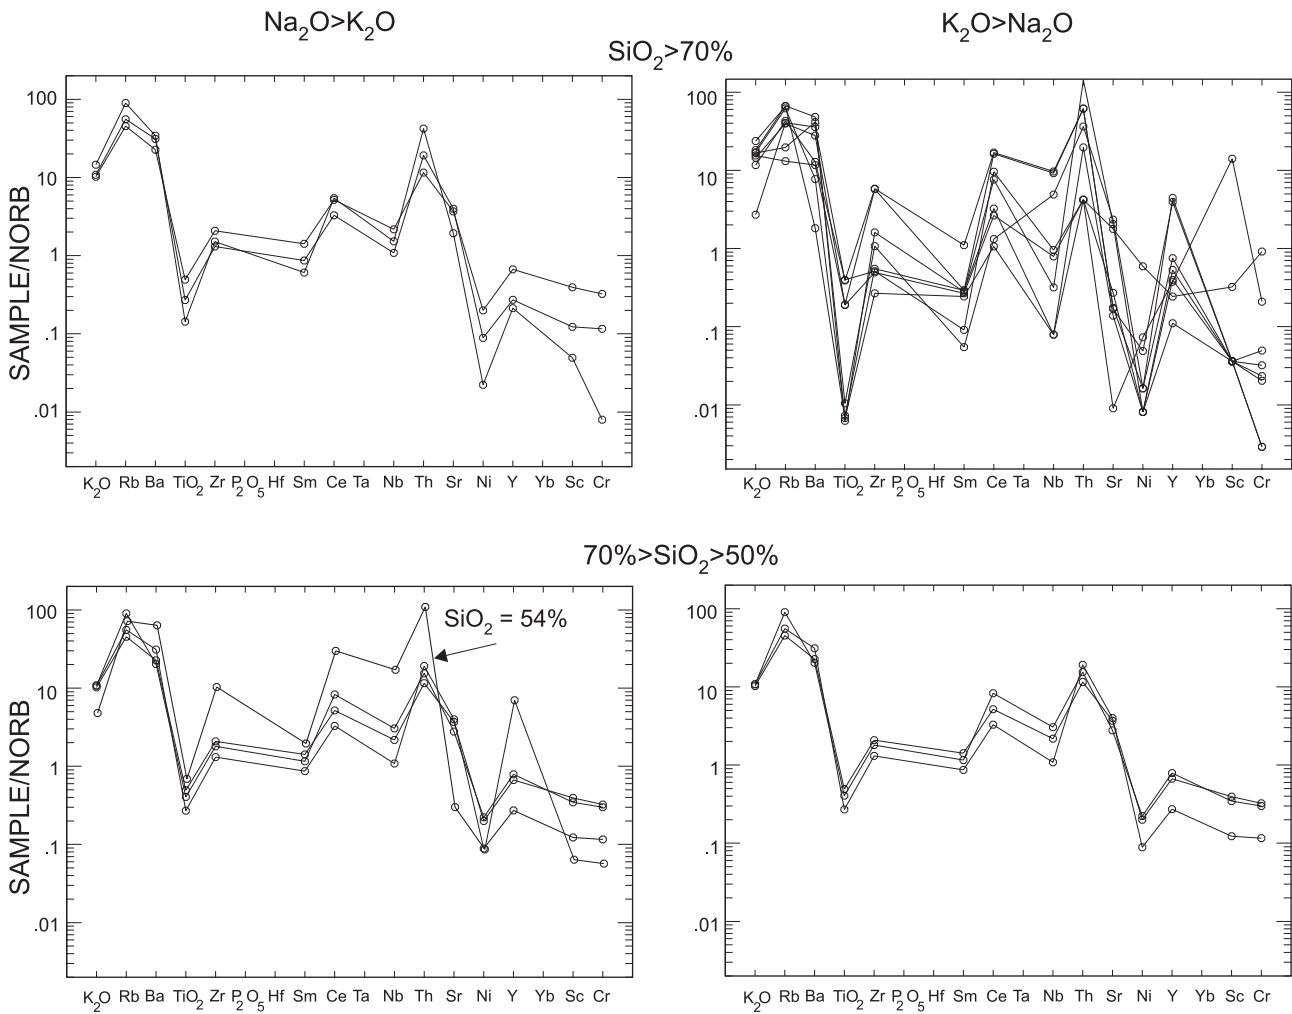 Na₂O>K₂O
K₂O>Na₂O
SiO₂>70%
SAMPLE/NORB
100
10
1
.1
.01
K₂O Rb Ba TiO₂ Zr P₂O₅ Hf Sm Ce Ta Nb Th Sr Ni Y Yb Sc Cr
100
10
1
.1
.01
K₂O Rb Ba TiO₂ Zr P₂O₅ Hf Sm Ce Ta Nb Th Sr Ni Y Yb Sc Cr
70%>SiO₂>50%
SAMPLE/NORB
100
10
1
.1
.01
SiO₂ = 54%
K₂O Rb Ba TiO₂ Zr P₂O₅ Hf Sm Ce Ta Nb Th Sr Ni Y Yb Sc Cr
100
10
1
.1
.01
K₂O Rb Ba TiO₂ Zr P₂O₅ Hf Sm Ce Ta Nb Th Sr Ni Y Yb Sc Cr